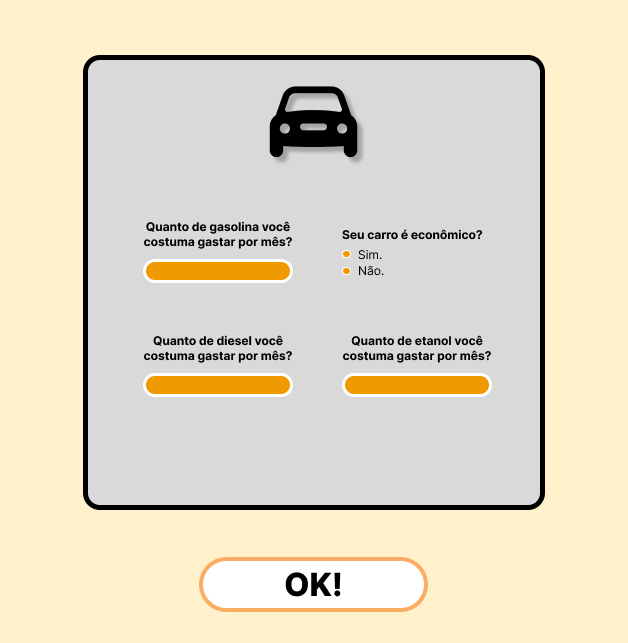 Quanto de gasolina você
costuma gastar por mês?
Seu carro é econômico?
Sim.
Não.
Quanto de diesel você
costuma gastar por mês?
Quanto de etanol você
costuma gastar por mês?
OK!